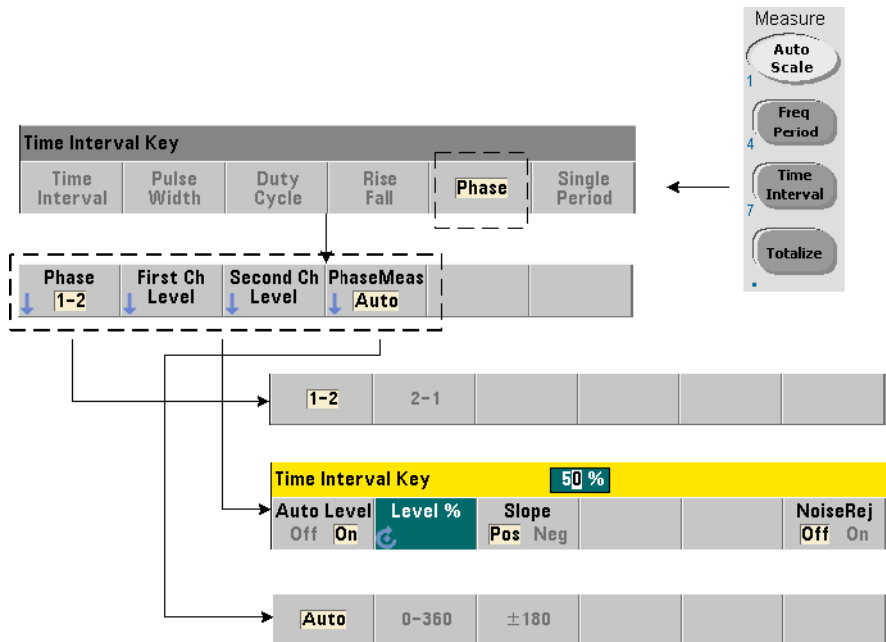 Measure
Auto
Scale
1
Freq
Period
4
Time
Interval
7
Totalize
.
Time Interval Key
Time
Interval
Pulse
Width
Duty
Cycle
Rise
Fall
Phase
Single
Period
Phase
1-2
First Ch
Level
Second Ch
Level
PhaseMeas
Auto
1-2
2-1
Time Interval Key
50 %
Auto Level
Off On
Level %
Slope
Pos Neg
NoiseRej
Off On
Auto
0-360
±180